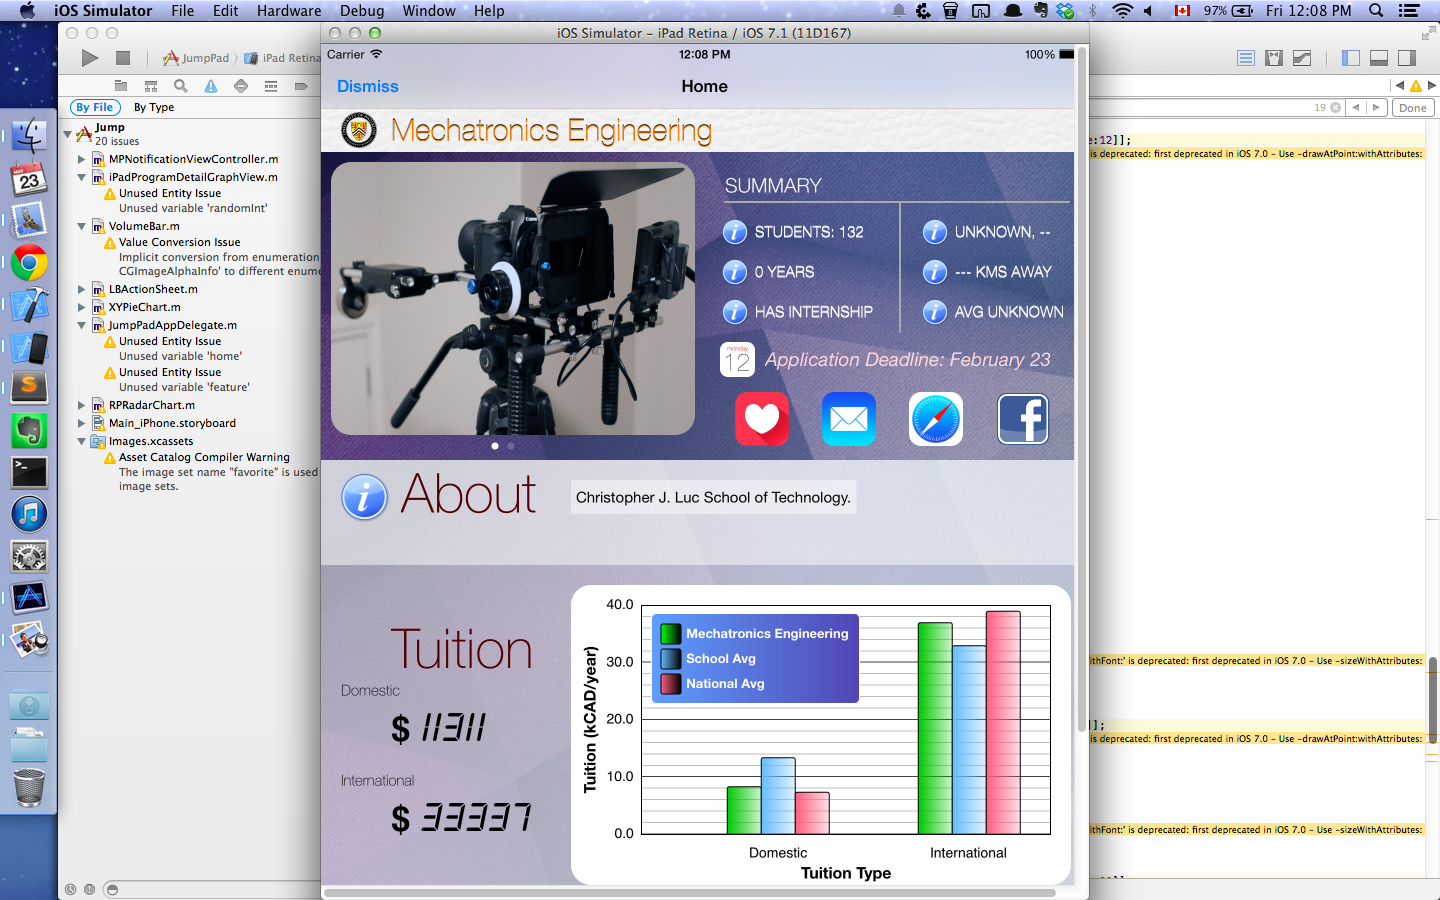 iOS Simulator File Edit Hardware Debug Window Help
97% Fri 12:08 PM
iOS Simulator – iPad Retina / iOS 7.1 (11D167)
JumpPad iPad Retina
By File By Type
Jump
20 issues
MPNotificationViewController.m
iPadProgramDetailGraphView.m
Unused Entity Issue
Unused variable 'randomInt'
VolumeBar.m
Value Conversion Issue
Implicit conversion from enumeration
CGImageAlphaInfo' to different enume
LBActionSheet.m
XYPieChart.m
JumpPadAppDelegate.m
Unused Entity Issue
Unused variable 'home'
Unused Entity Issue
Unused variable 'feature'
RPRadarChart.m
Main_iPhone.storyboard
Images.xcassets
Asset Catalog Compiler Warning
The image set name "favorite" is used
image sets.
MAY
23
Carrier 12:08 PM 100%
Dismiss Home
Mechatronics Engineering
SUMMARY
STUDENTS: 132
0 YEARS
HAS INTERNSHIP
UNKNOWN, --
--- KMS AWAY
AVG UNKNOWN
monday
12
Application Deadline: February 23
About
Christopher J. Luc School of Technology.
Tuition
Domestic
$ 11311
International
$ 33337
40.0
30.0
20.0
10.0
0.0
Tuition (kCAD/year)
Mechatronics Engineering
School Avg
National Avg
Domestic International
Tuition Type
19 Done
e:12]];
is deprecated: first deprecated in iOS 7.0 – Use –drawAtPoint:withAttributes:
ithFont:' is deprecated: first deprecated in iOS 7.0 – Use –sizeWithAttributes:
]];
is deprecated: first deprecated in iOS 7.0 – Use –drawAtPoint:withAttributes:
ithFont:' is deprecated: first deprecated in iOS 7.0 – Use –sizeWithAttributes: